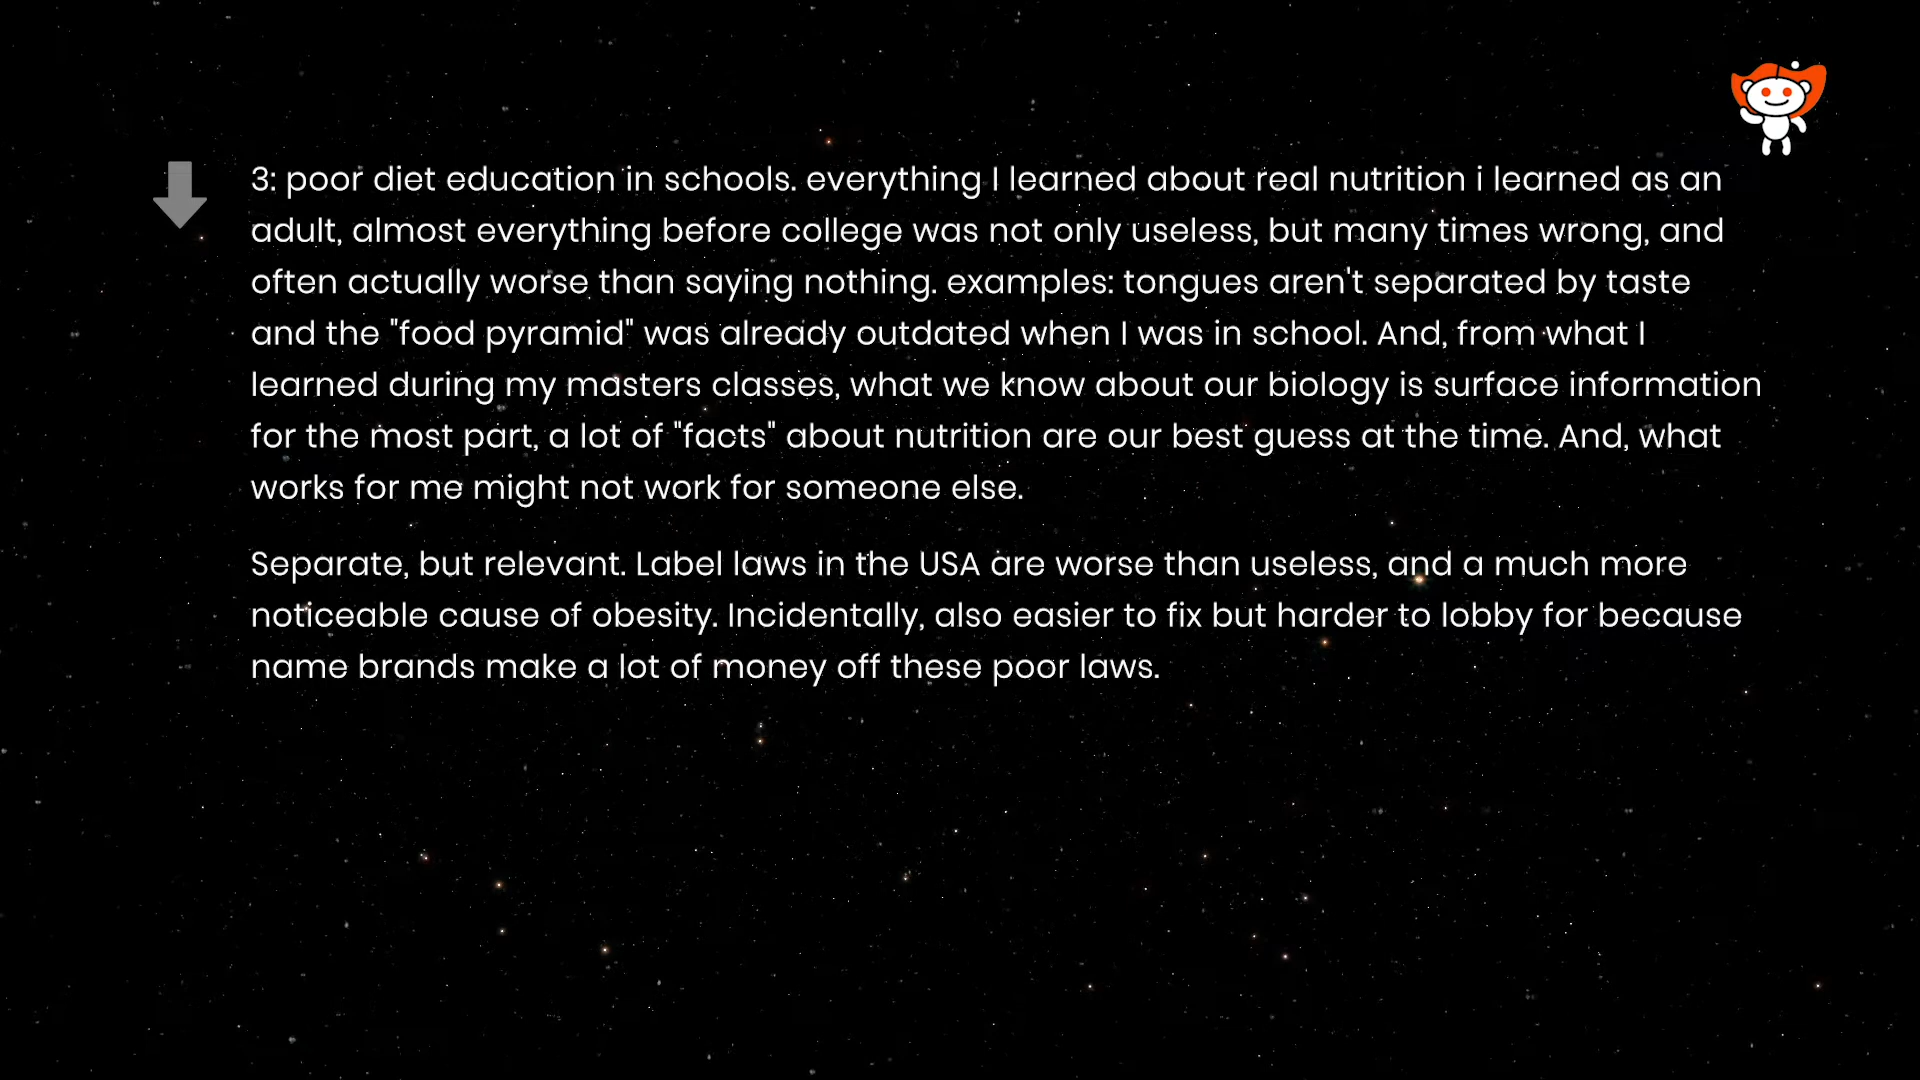 3: poor diet education in schools. everything I learned about real nutrition i learned as an
adult, almost everything before college was not only useless, but many times wrong, and
often actually worse than saying nothing. examples: tongues aren't separated by taste
and the "food pyramid" was already outdated when I was in school. And, from what I
learned during my masters classes, what we know about our biology is surface information
for the most part, a lot of "facts" about nutrition are our best guess at the time. And, what
works for me might not work for someone else.
Separate, but relevant. Label laws in the USA are worse than useless, and a much more
noticeable cause of obesity. Incidentally, also easier to fix but harder to lobby for because
name brands make a lot of money off these poor laws.